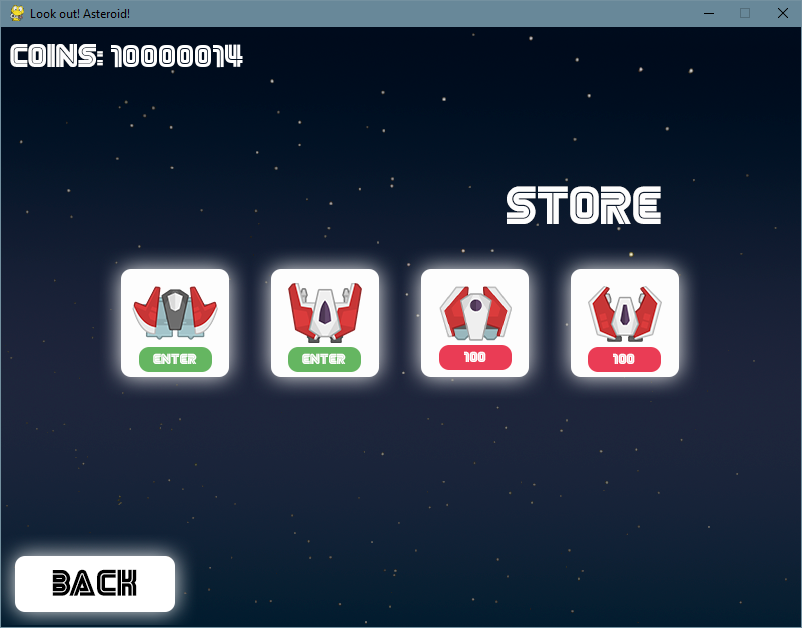 Look out! Asteroid!
COINS: 10000014
STORE
ENTER
ENTER
100
100
BACK